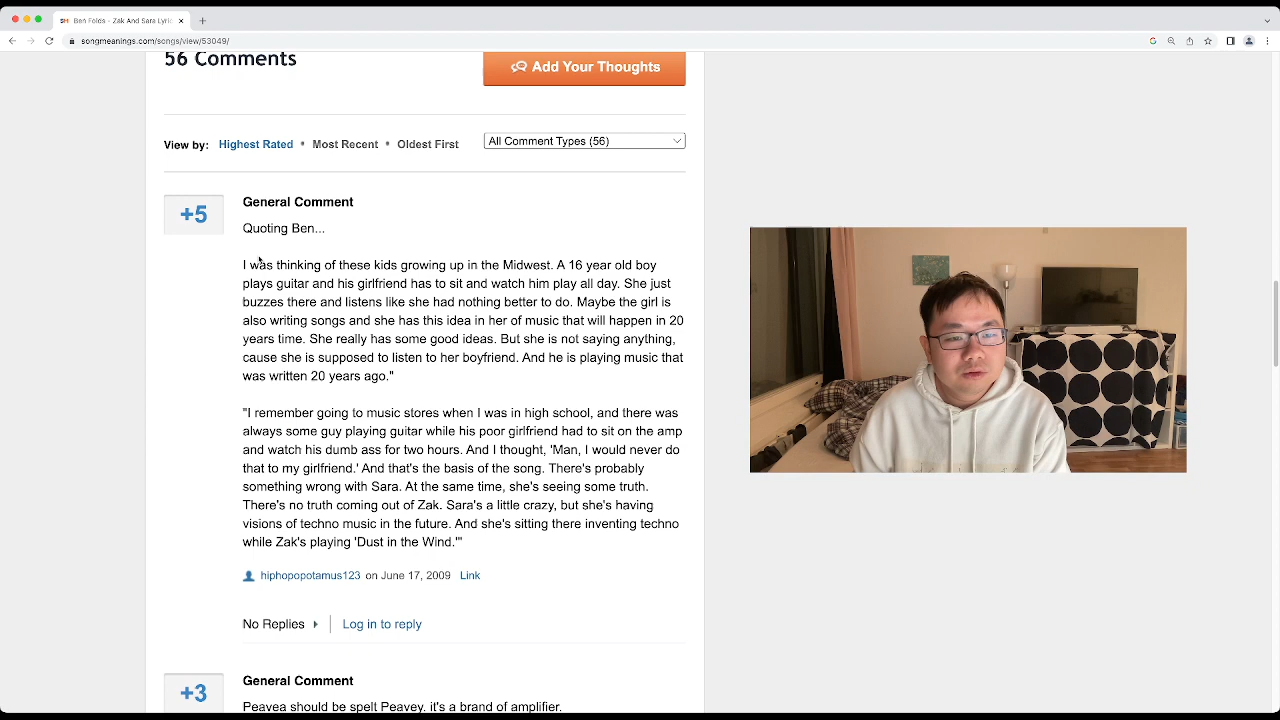 Ben Folds - Zak And Sara Lyric
songmeanings.com/songs/view/53049/
56 Comments
Add Your Thoughts
View by: Highest Rated • Most Recent • Oldest First
All Comment Types (56)
+5
General Comment
Quoting Ben...
I was thinking of these kids growing up in the Midwest. A 16 year old boy
plays guitar and his girlfriend has to sit and watch him play all day. She just
buzzes there and listens like she had nothing better to do. Maybe the girl is
also writing songs and she has this idea in her of music that will happen in 20
years time. She really has some good ideas. But she is not saying anything,
cause she is supposed to listen to her boyfriend. And he is playing music that
was written 20 years ago."
"I remember going to music stores when I was in high school, and there was
always some guy playing guitar while his poor girlfriend had to sit on the amp
and watch his dumb ass for two hours. And I thought, 'Man, I would never do
that to my girlfriend.' And that's the basis of the song. There's probably
something wrong with Sara. At the same time, she's seeing some truth.
There's no truth coming out of Zak. Sara's a little crazy, but she's having
visions of techno music in the future. And she's sitting there inventing techno
while Zak's playing 'Dust in the Wind.'"
hiphopopotamus123 on June 17, 2009 Link
No Replies Log in to reply
+3
General Comment
Peavea should be spelt Peavey. it's a brand of amplifier.